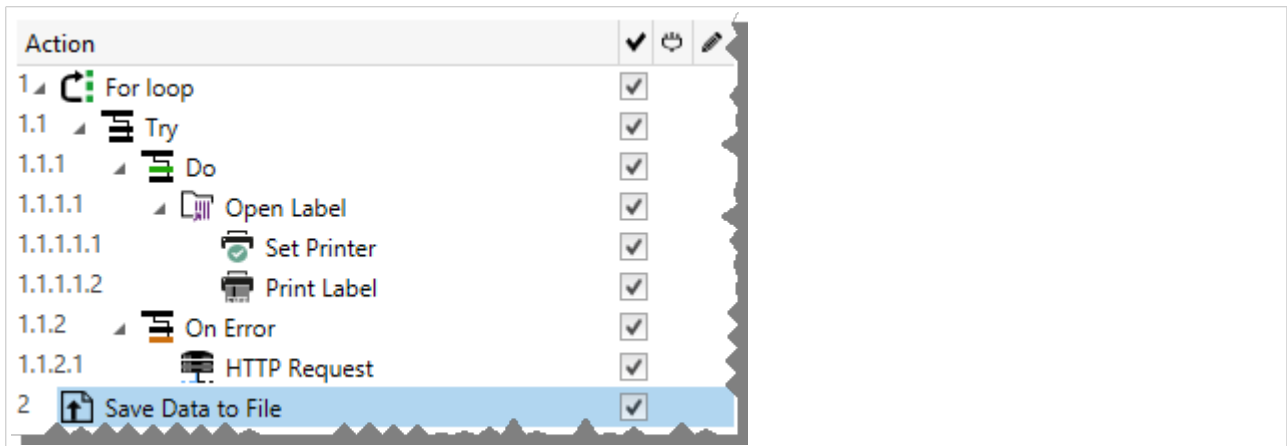 Action
1 For loop
1.1 Try
1.1.1 Do
1.1.1.1 Open Label
1.1.1.1.1 Set Printer
1.1.1.1.2 Print Label
1.1.2 On Error
1.1.2.1 HTTP Request
2 Save Data to File